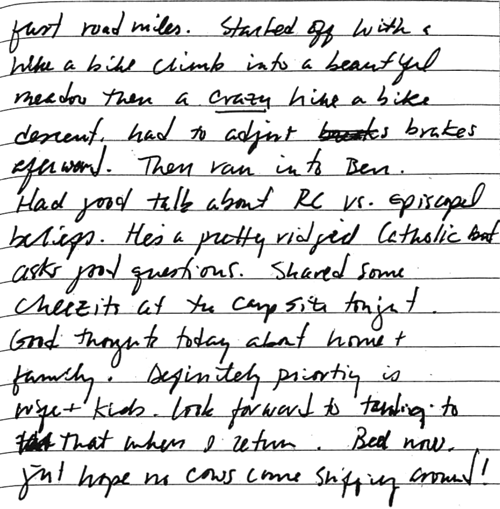 fast road miles. Started off with a
hike a bike climb into a beautiful
meadow then a crazy hike a bike
descent. had to adjust brakes
afterward. Then ran into Ben.
Had good talk about RC vs. Episcopal
beliefs. He's a pretty ridged Catholic but
asks good questions. Shared some
Cheezits at the camp site tonight.
Good thoughts today about home +
family. Definitely priority is
wife + kids. Look forward to tending to
that when I return. Bed now.
just hope no cows come sniffing around!